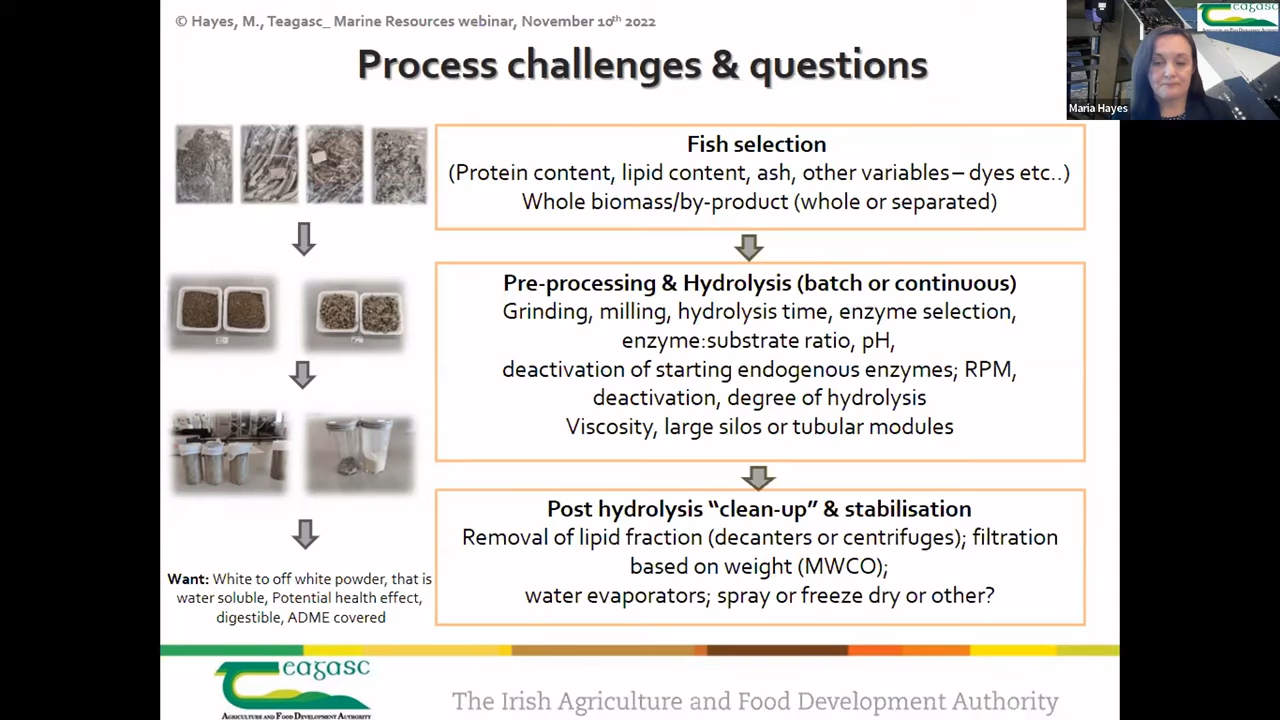 © Hayes, M., Teagasc_ Marine Resources webinar, November 10th 2022
Process challenges & questions
Maria Hayes
Fish selection
(Protein content, lipid content, ash, other variables – dyes etc..)
Whole biomass/by-product (whole or separated)
Pre-processing & Hydrolysis (batch or continuous)
Grinding, milling, hydrolysis time, enzyme selection,
enzyme:substrate ratio, pH,
deactivation of starting endogenous enzymes; RPM,
deactivation, degree of hydrolysis
Viscosity, large silos or tubular modules
Post hydrolysis “clean-up” & stabilisation
Removal of lipid fraction (decanters or centrifuges); filtration
based on weight (MWCO);
water evaporators; spray or freeze dry or other?
Want: White to off white powder, that is
water soluble, Potential health effect,
digestible, ADME covered
Teagasc
Agriculture and Food Development Authority
The Irish Agriculture and Food Development Authority